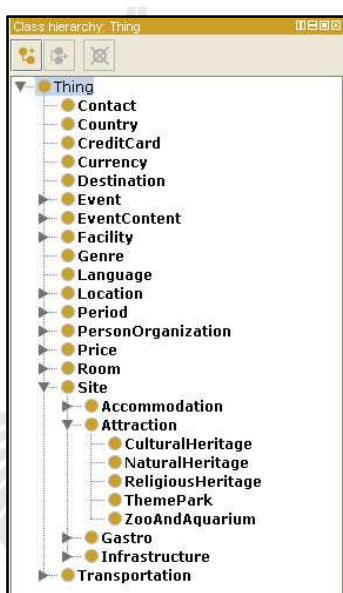 Class hierarchy: Thing
Thing
Contact
Country
CreditCard
Currency
Destination
Event
EventContent
Facility
Genre
Language
Location
Period
PersonOrganization
Price
Room
Site
Accommodation
Attraction
CulturalHeritage
NaturalHeritage
ReligiousHeritage
ThemePark
ZooAndAquarium
Gastro
Infrastructure
Transportation